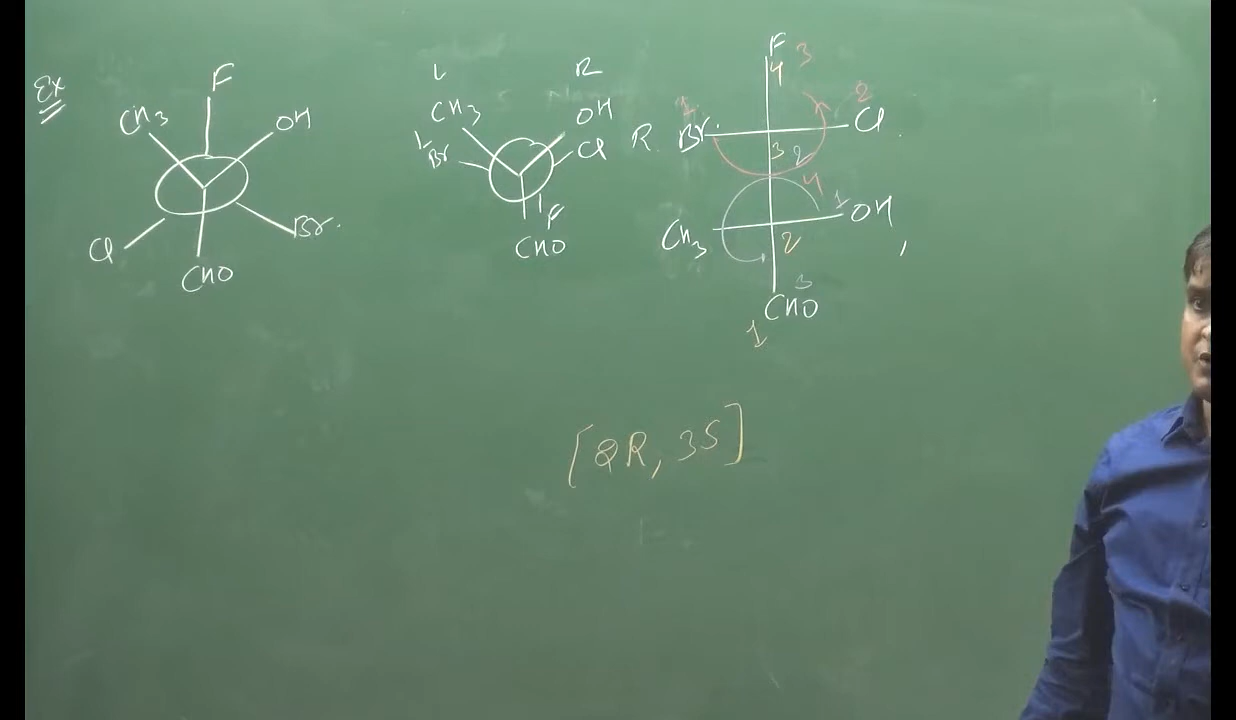 Ex
F
CH3
OH
Cl
Br.
CHO
L
R
CH3
OH
L
Br
Cl
F
CHO
F
4
3
1
2
R.
Br.
Cl.
3
2
4
1
CH3
OH
,
2
3
CHO
1
[2R, 3S]